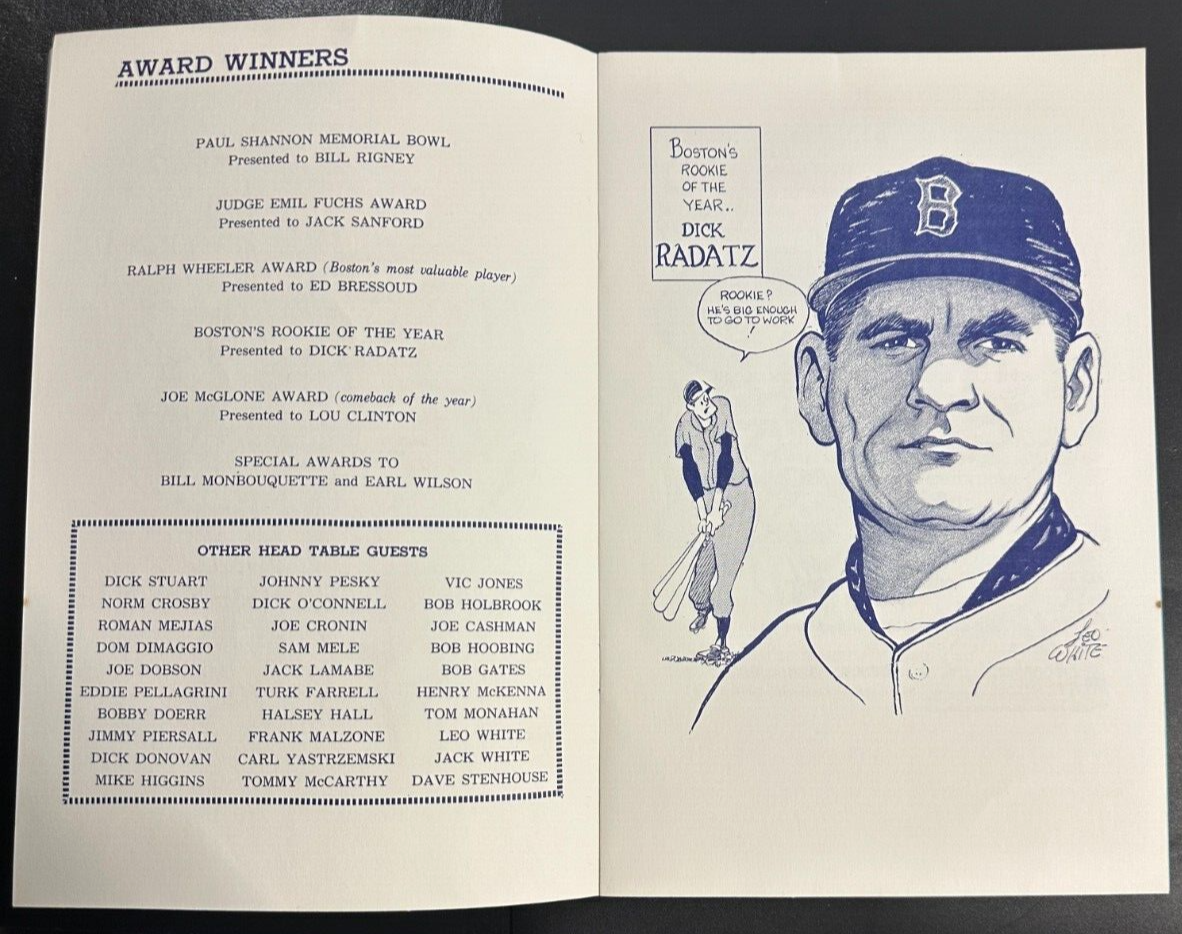 AWARD WINNERS
PAUL SHANNON MEMORIAL BOWL
Presented to BILL RIGNEY
JUDGE EMIL FUCHS AWARD
Presented to JACK SANFORD
RALPH WHEELER AWARD (Boston's most valuable player)
Presented to ED BRESSOUD
BOSTON'S ROOKIE OF THE YEAR
Presented to DICK RADATZ
JOE McGLONE AWARD (comeback of the year)
Presented to LOU CLINTON
SPECIAL AWARDS TO
BILL MONBOUQUETTE and EARL WILSON
OTHER HEAD TABLE GUESTS
DICK STUART JOHNNY PESKY VIC JONES
NORM CROSBY DICK O'CONNELL BOB HOLBROOK
ROMAN MEJIAS JOE CRONIN JOE CASHMAN
DOM DIMAGGIO SAM MELE BOB HOOBING
JOE DOBSON JACK LAMABE BOB GATES
EDDIE PELLAGRINI TURK FARRELL HENRY McKENNA
BOBBY DOERR HALSEY HALL TOM MONAHAN
JIMMY PIERSALL FRANK MALZONE LEO WHITE
DICK DONOVAN CARL YASTRZEMSKI JACK WHITE
MIKE HIGGINS TOMMY McCARTHY DAVE STENHOUSE
BOSTON'S
ROOKIE
OF THE
YEAR..
DICK
RADATZ
ROOKIE?
HE'S BIG ENOUGH
TO GO TO WORK
!
B
LEO
WHITE